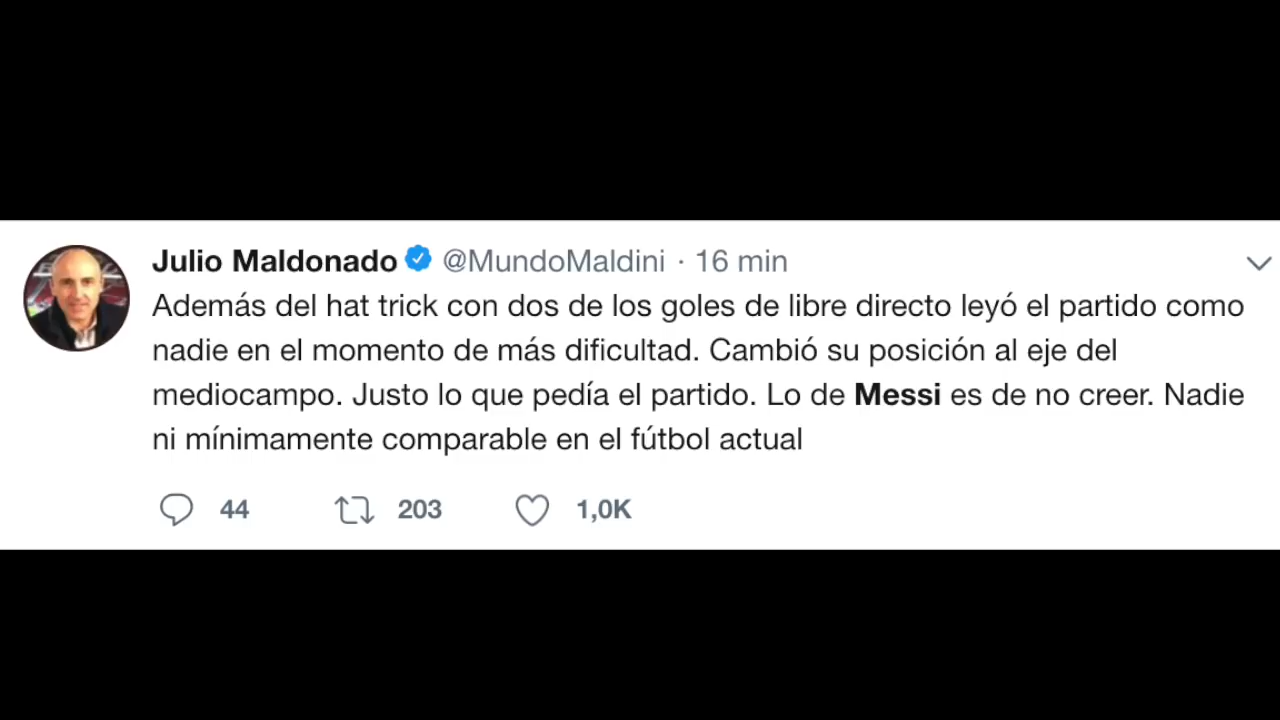 Julio Maldonado @MundoMaldini · 16 min
Además del hat trick con dos de los goles de libre directo leyó el partido como
nadie en el momento de más dificultad. Cambió su posición al eje del
mediocampo. Justo lo que pedía el partido. Lo de Messi es de no creer. Nadie
ni mínimamente comparable en el fútbol actual
44 203 1,0K